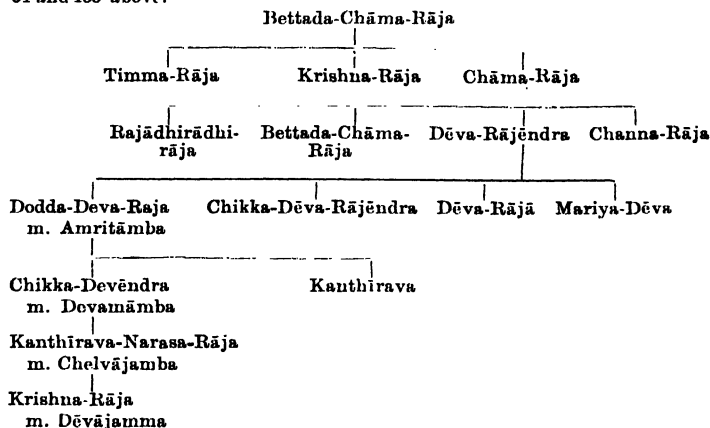 Bettada-Chāma-Rāja
Timma-Rāja Krishna-Rāja Chāma-Rāja
Rajādhirādhi- Bettada-Chāma- Dēva-Rājēndra Channa-Rāja
rāja Rāja
Dodda-Deva-Raja Chikka-Dēva-Rājēndra Dēva-Rājā Mariya-Dēva
m. Amritāmba
Chikka-Devēndra Kanthīrava
m. Devamāmba
Kanthīrava-Narasa-Rāja
m. Chelvājamba
Krishna-Rāja
m. Dēvājamma